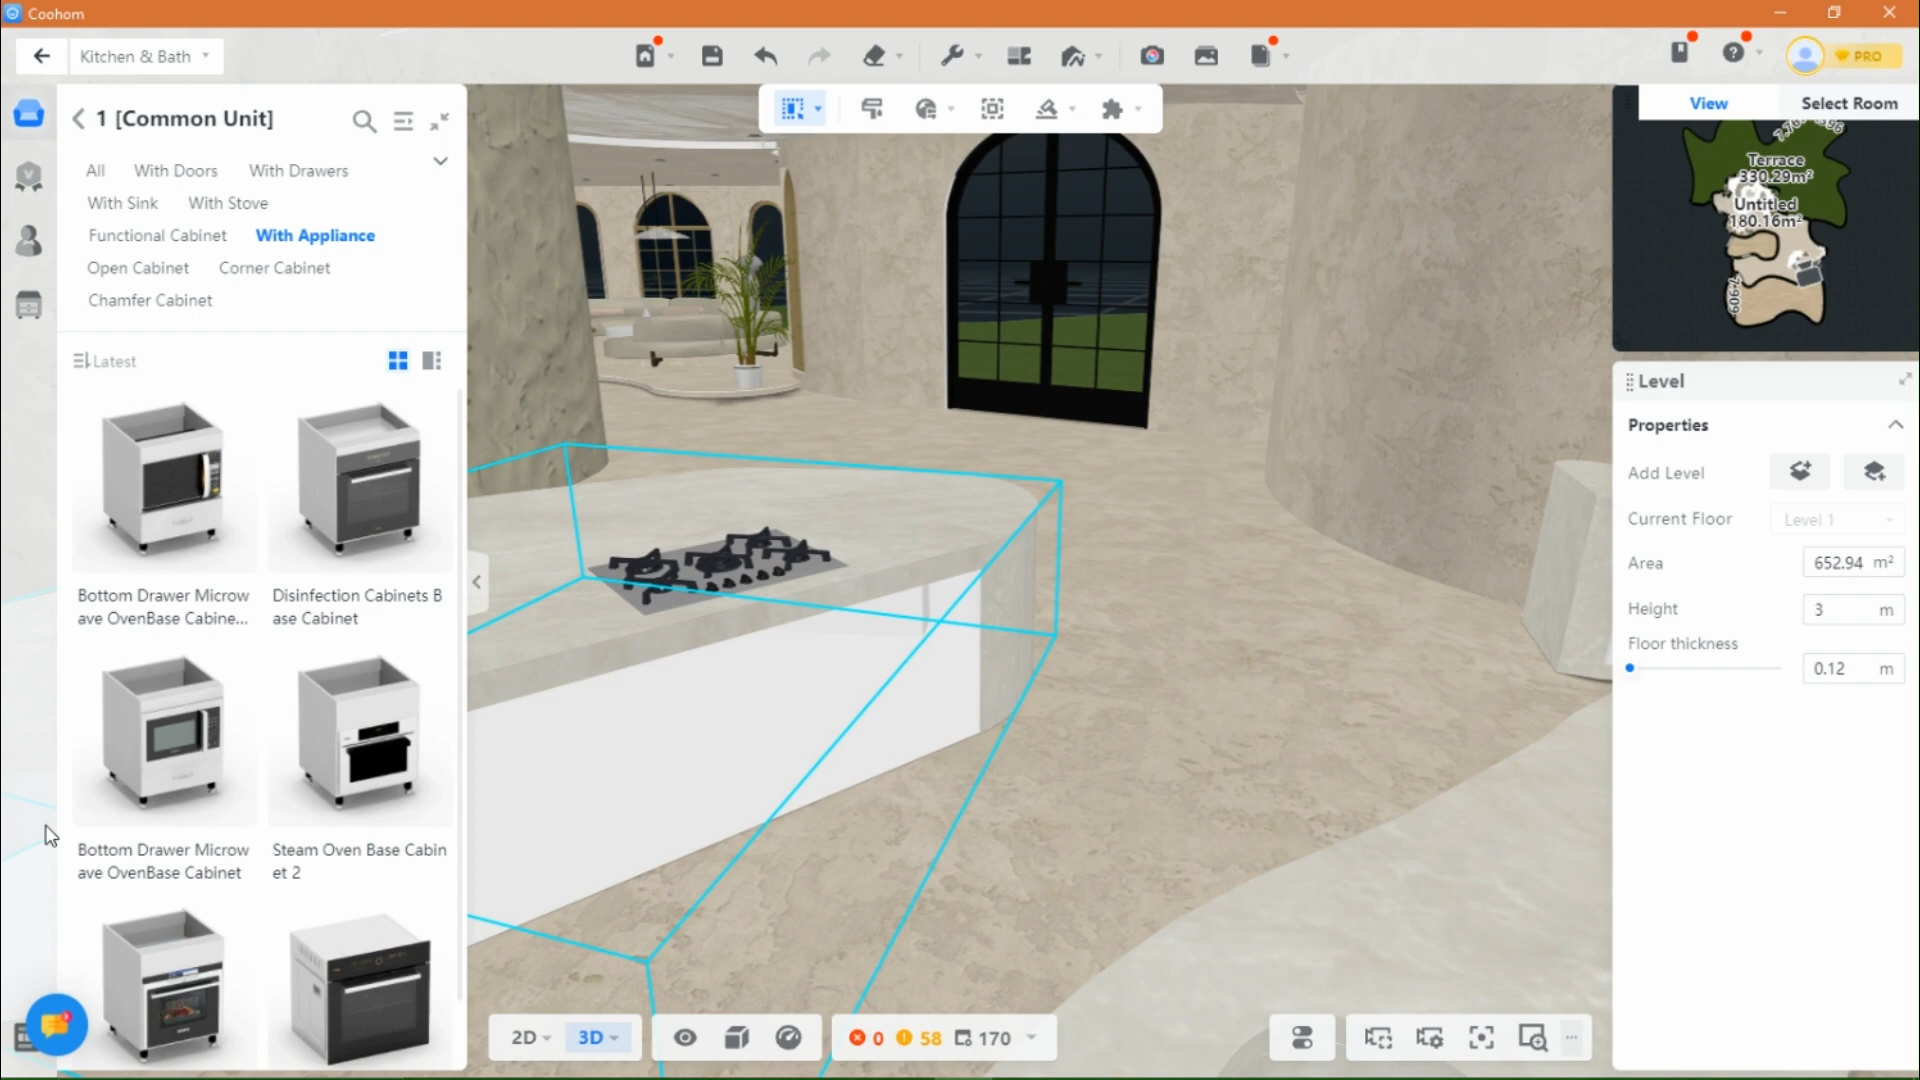 Coohom
Kitchen & Bath
PRO
1 [Common Unit]
All With Doors With Drawers
With Sink With Stove
Functional Cabinet With Appliance
Open Cabinet Corner Cabinet
Chamfer Cabinet
Latest
Bottom Drawer Microw
ave OvenBase Cabine...
Disinfection Cabinets B
ase Cabinet
Bottom Drawer Microw
ave OvenBase Cabinet
Steam Oven Base Cabin
et 2
View Select Room
Terrace
330.29m²
Untitled
180.16m²
Level
Properties
Add Level
Current Floor Level 1
Area 652.94 m²
Height 3 m
Floor thickness
0.12 m
2D 3D
0 58 170